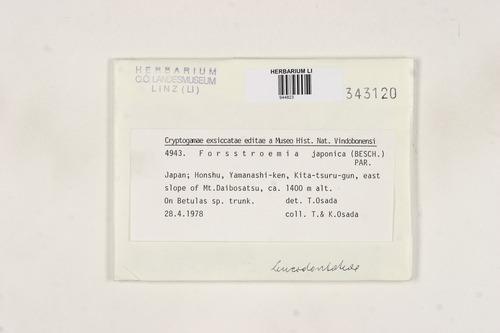 HERBARIUM
O.Ö. LANDESMUSEUM
LINZ (LI)
HERBARIUM LI
944623
343120
Cryptogamae exsiccatae editae a Museo Hist. Nat. Vindobonensi
4943. Forsstroemia japonica (BESCH.)
PAR.
Japan; Honshu, Yamanashi-ken, Kita-tsuru-gun, east
slope of Mt.Daibosatsu, ca. 1400 m alt.
On Betulas sp. trunk. det. T.Osada
28.4.1978 coll. T.& K.Osada
Leucodontaceae